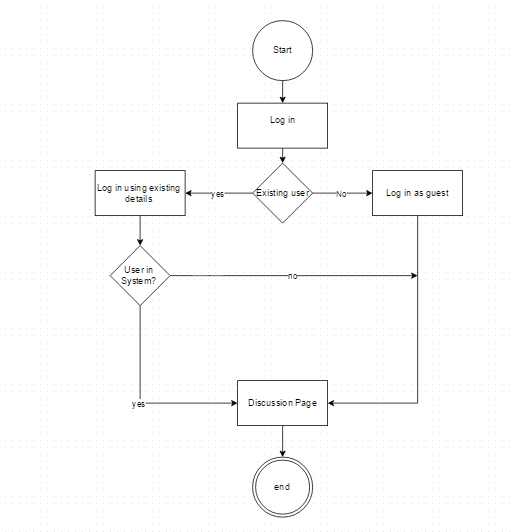 Start
Log in
Log in using existing
details
yes
Existing user
No
Log in as guest
User in
System?
no
yes
Discussion Page
end